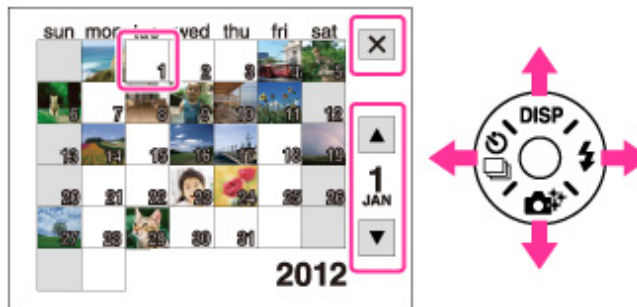 sun mon tue wed thu fri sat
1 2 3 4 5
6 7 8 9 10 11 12
13 14 15 16 17 18 19
20 21 22 23 24 25 26
27 28 29 30 31
1
JAN
2012
DISP